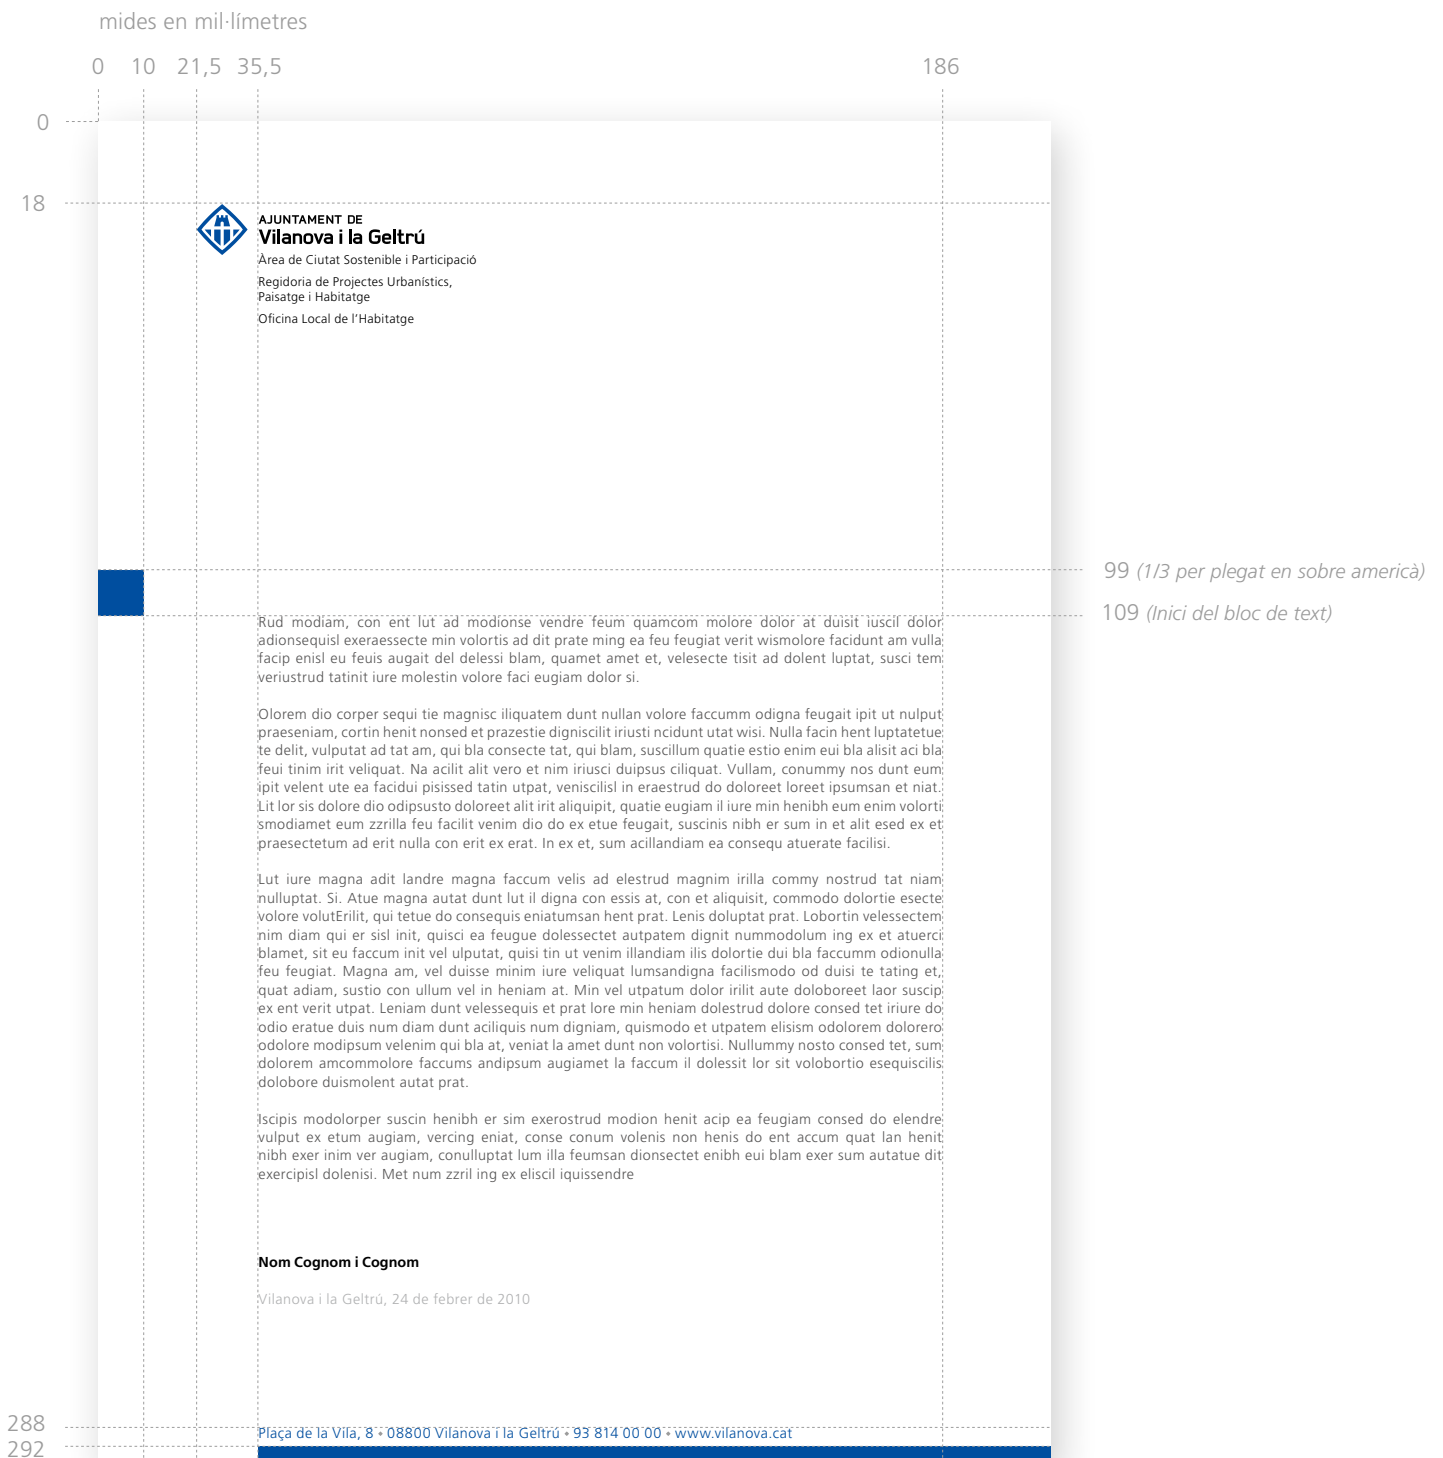 mides en mil·límetres
0 10 21,5 35,5 186
0
18
AJUNTAMENT DE
Vilanova i la Geltrú
Àrea de Ciutat Sostenible i Participació
Regidoria de Projectes Urbanístics,
Paisatge i Habitatge
Oficina Local de l'Habitatge
99 (1/3 per plegat en sobre americà)
109 (Inici del bloc de text)
Rud modiam, con ent lut ad modionse vendre feum quamcom molore dolor at duisit iuscil dolor
adionsequisl exeraessecte min volortis ad dit prate ming ea feu feugiat verit wismolore facidunt am vulla
facip enisl eu feuis augait del delessi blam, quamet amet et, velesecte tisit ad dolent luptat, susci tem
veriustrud tatinit iure molestin volore faci eugiam dolor si.
Olorem dio corper sequi tie magnisc iliquatem dunt nullan volore faccumm odigna feugait ipit ut nulput
praeseniam, cortin henit nonsed et prazestie digniscilit iriusti ncidunt utat wisi. Nulla facin hent luptatetue
te delit, vulputat ad tat am, qui bla consecte tat, qui blam, suscillum quatie estio enim eui bla alisit aci bla
feui tinim irit veliquat. Na acilit alit vero et nim iriusci duipsus ciliquat. Vullam, conummy nos dunt eum
ipit velent ute ea facidui pisissed tatin utpat, veniscilisl in eraestrud do doloreet loreet ipsumsan et niat.
Lit lor sis dolore dio odipsusto doloreet alit irit aliquipit, quatie eugiam il iure min henibh eum enim volorti
smodiamet eum zzrilla feu facilit venim dio do ex etue feugait, suscinis nibh er sum in et alit esed ex et
praesectetum ad erit nulla con erit ex erat. In ex et, sum acillandiam ea consequ atuerate facilisi.
Lut iure magna adit landre magna faccum velis ad elestrud magnim irilla commy nostrud tat niam
nulluptat. Si. Atue magna autat dunt lut il digna con essis at, con et aliquisit, commodo dolortie esecte
volore volutErilit, qui tetue do consequis eniatumsan hent prat. Lenis doluptat prat. Lobortin velessectem
nim diam qui er sisl init, quisci ea feugue dolessectet autpatem dignit nummodolum ing ex et atuerci
blamet, sit eu faccum init vel ulputat, quisi tin ut venim illandiam ilis dolortie dui bla faccumm odionulla
feu feugiat. Magna am, vel duisse minim iure veliquat lumsandigna facilismodo od duisi te tating et,
quat adiam, sustio con ullum vel in heniam at. Min vel utpatum dolor irilit aute doloboreet laor suscip
ex ent verit utpat. Leniam dunt velessequis et prat lore min heniam dolestrud dolore consed tet iriure do
odio eratue duis num diam dunt aciliquis num digniam, quismodo et utpatem elisism odolorem dolorero
odolore modipsum velenim qui bla at, veniat la amet dunt non volortisi. Nullummy nosto consed tet, sum
dolorem amcommolore faccums andipsum augiamet la faccum il dolessit lor sit volobortio esequiscilis
dolobore duismolent autat prat.
Iscipis modolorper suscin henibh er sim exerostrud modion henit acip ea feugiam consed do elendre
vulput ex etum augiam, vercing eniat, conse conum volenis non henis do ent accum quat lan henit
nibh exer inim ver augiam, conulluptat lum illa feumsan dionsectet enibh eui blam exer sum autatue dit
exercipisl dolenisi. Met num zzril ing ex eliscil iquissendre
Nom Cognom i Cognom
Vilanova i la Geltrú, 24 de febrer de 2010
288
Plaça de la Vila, 8 • 08800 Vilanova i la Geltrú • 93 814 00 00 • www.vilanova.cat
292